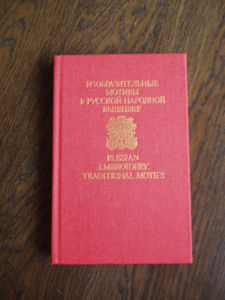 ИЗОБРАЗИТЕЛЬНЫЕ
МОТИВЫ
В РУССКОЙ НАРОДНОЙ
ВЫШИВКЕ
RUSSIAN
EMBROIDERY:
TRADITIONAL MOTIFS